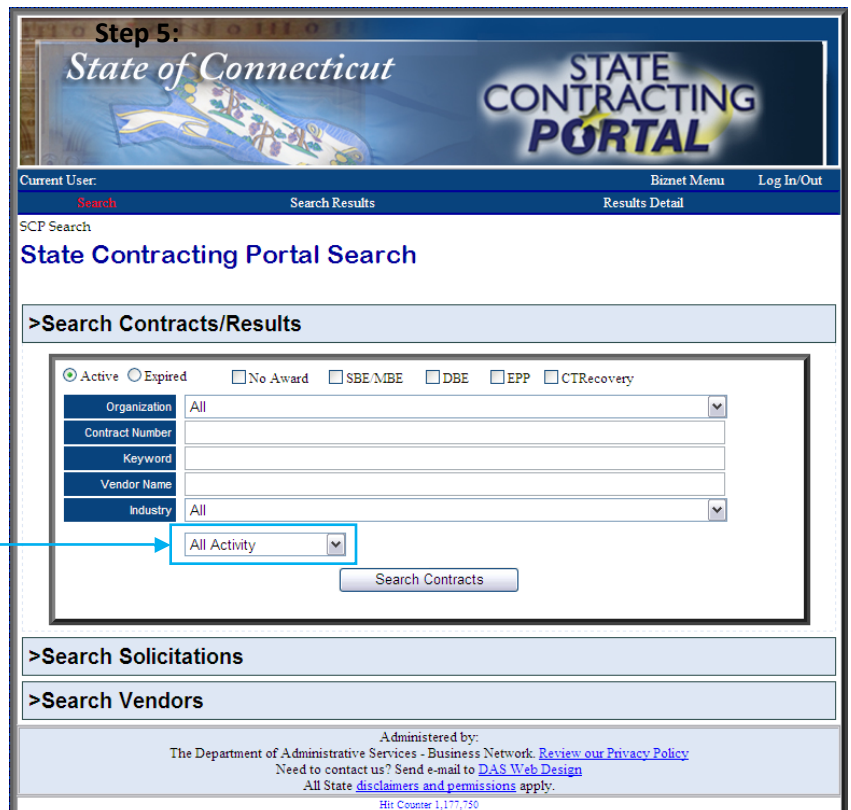 Step 5:
State of Connecticut
STATE
CONTRACTING
PORTAL
Current User: Biznet Menu Log In/Out
Search Search Results Results Detail
SCP Search
State Contracting Portal Search
>Search Contracts/Results
Active Expired No Award SBE/MBE DBE EPP CTRecovery
Organization All
Contract Number
Keyword
Vendor Name
Industry All
All Activity
Search Contracts
>Search Solicitations
>Search Vendors
Administered by:
The Department of Administrative Services - Business Network. Review our Privacy Policy
Need to contact us? Send e-mail to DAS Web Design
All State disclaimers and permissions apply.
Hit Counter 1,177,750